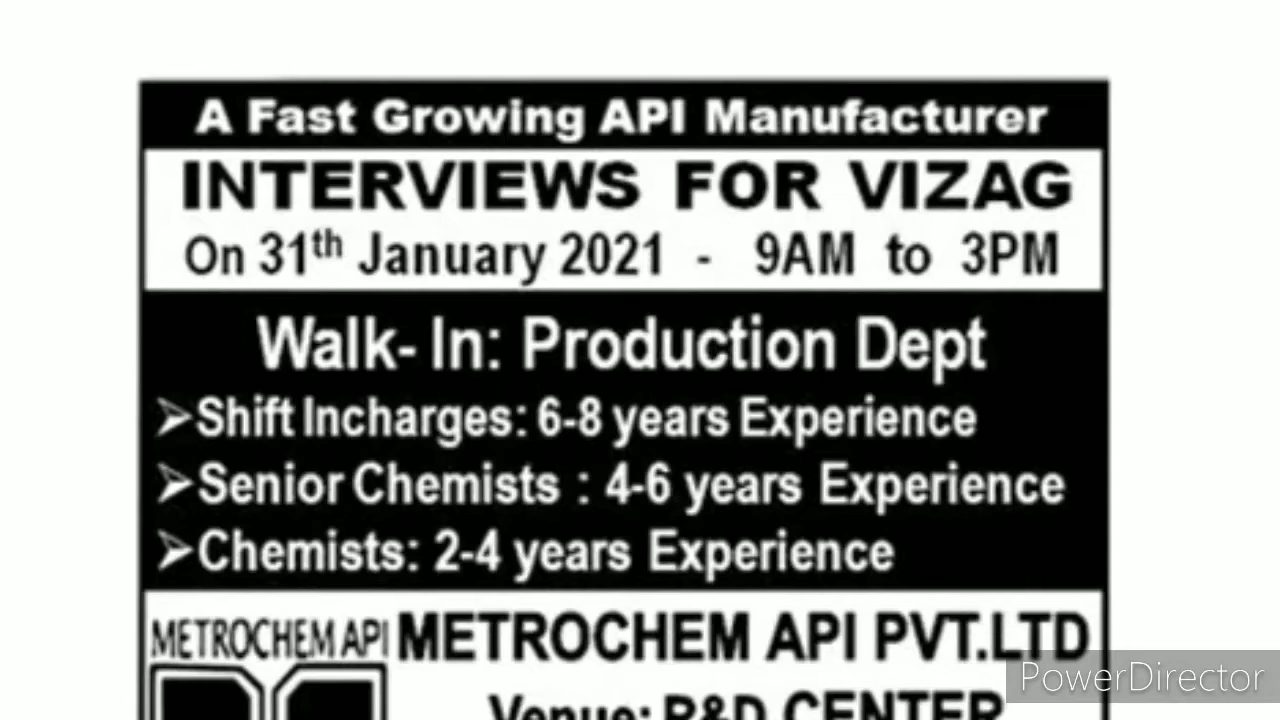 A Fast Growing API Manufacturer
INTERVIEWS FOR VIZAG
On 31th January 2021 - 9AM to 3PM
Walk- In: Production Dept
➢Shift Incharges: 6-8 years Experience
➢Senior Chemists : 4-6 years Experience
➢Chemists: 2-4 years Experience
METROCHEM API METROCHEM API PVT.LTD
Venue: R&D CENTER
PowerDirector